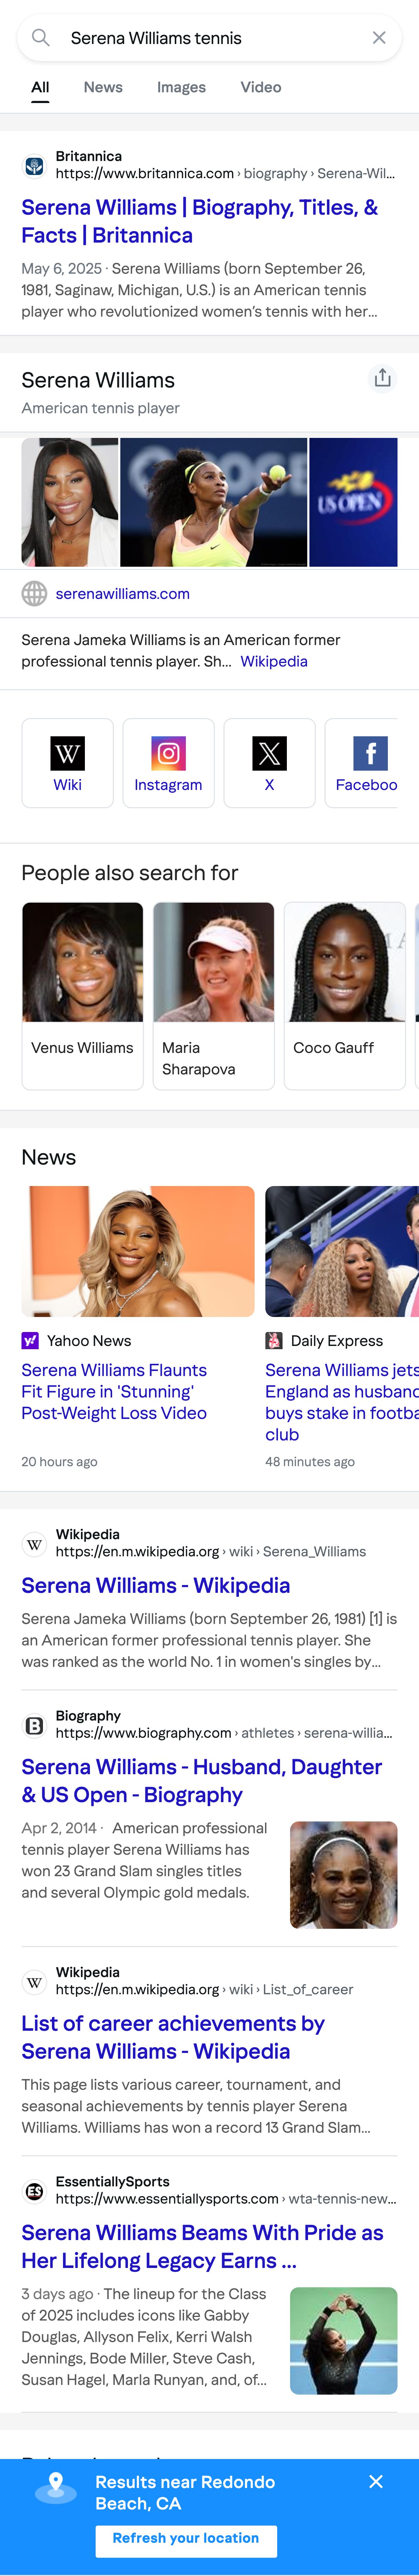 Serena Williams tennis
All News Images Video
Britannica
https://www.britannica.com › biography › Serena-Wil...
Serena Williams | Biography, Titles, &
Facts | Britannica
May 6, 2025 · Serena Williams (born September 26,
1981, Saginaw, Michigan, U.S.) is an American tennis
player who revolutionized women's tennis with her...
Serena Williams
American tennis player
US OPEN
serenawilliams.com
Serena Jameka Williams is an American former
professional tennis player. Sh... Wikipedia
W
Wiki Instagram X Faceboo
People also search for
Venus Williams
Maria
Sharapova
Coco Gauff
News
Yahoo News
Serena Williams Flaunts
Fit Figure in 'Stunning'
Post-Weight Loss Video
20 hours ago
Daily Express
Serena Williams jets
England as husband
buys stake in footba
club
48 minutes ago
Wikipedia
https://en.m.wikipedia.org › wiki › Serena_Williams
Serena Williams - Wikipedia
Serena Jameka Williams (born September 26, 1981) [1] is
an American former professional tennis player. She
was ranked as the world No. 1 in women's singles by...
Biography
https://www.biography.com › athletes › serena-willia...
Serena Williams - Husband, Daughter
& US Open - Biography
Apr 2, 2014 · American professional
tennis player Serena Williams has
won 23 Grand Slam singles titles
and several Olympic gold medals.
Wikipedia
https://en.m.wikipedia.org › wiki › List_of_career
List of career achievements by
Serena Williams - Wikipedia
This page lists various career, tournament, and
seasonal achievements by tennis player Serena
Williams. Williams has won a record 13 Grand Slam...
EssentiallySports
https://www.essentiallysports.com › wta-tennis-new...
Serena Williams Beams With Pride as
Her Lifelong Legacy Earns ...
3 days ago · The lineup for the Class
of 2025 includes icons like Gabby
Douglas, Allyson Felix, Kerri Walsh
Jennings, Bode Miller, Steve Cash,
Susan Hagel, Marla Runyan, and, of...
Results near Redondo
Beach, CA
Refresh your location